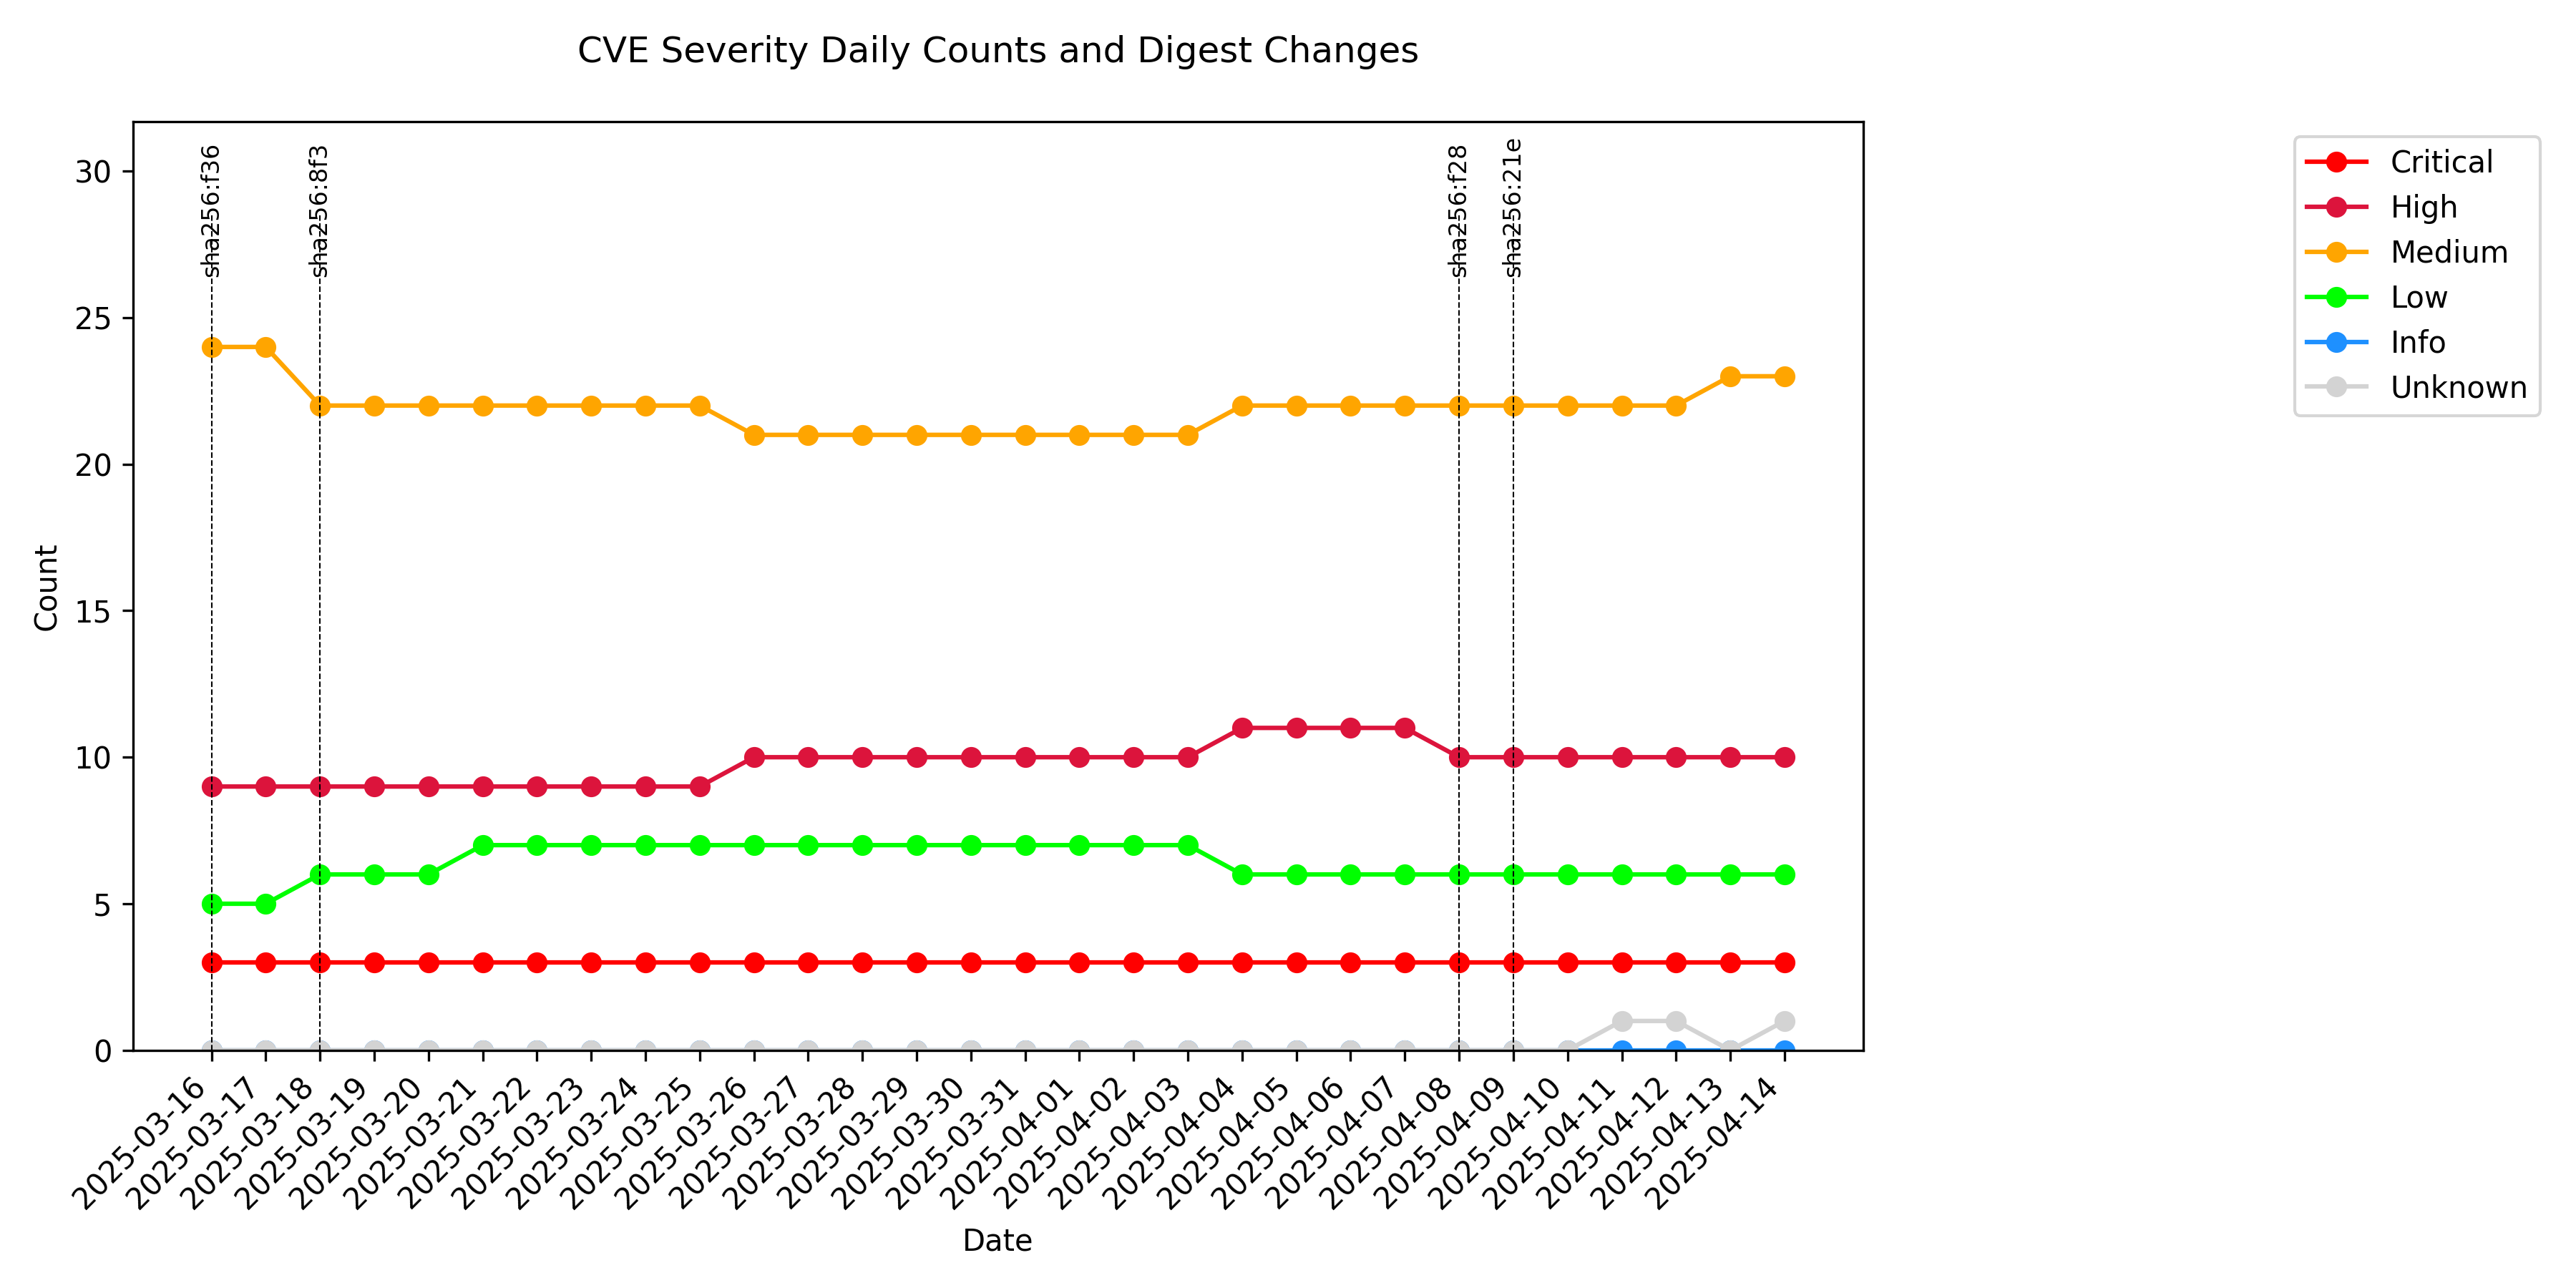 CVE Severity Daily Counts and Digest Changes
sha256:f36
sha256:8f3
sha256:f28
sha256:21e
Critical
High
Medium
Low
Info
Unknown
Count
30
25
20
15
10
5
0
2025-03-16
2025-03-17
2025-03-18
2025-03-19
2025-03-20
2025-03-21
2025-03-22
2025-03-23
2025-03-24
2025-03-25
2025-03-26
2025-03-27
2025-03-28
2025-03-29
2025-03-30
2025-03-31
2025-04-01
2025-04-02
2025-04-03
2025-04-04
2025-04-05
2025-04-06
2025-04-07
2025-04-08
2025-04-09
2025-04-10
2025-04-11
2025-04-12
2025-04-13
2025-04-14
Date